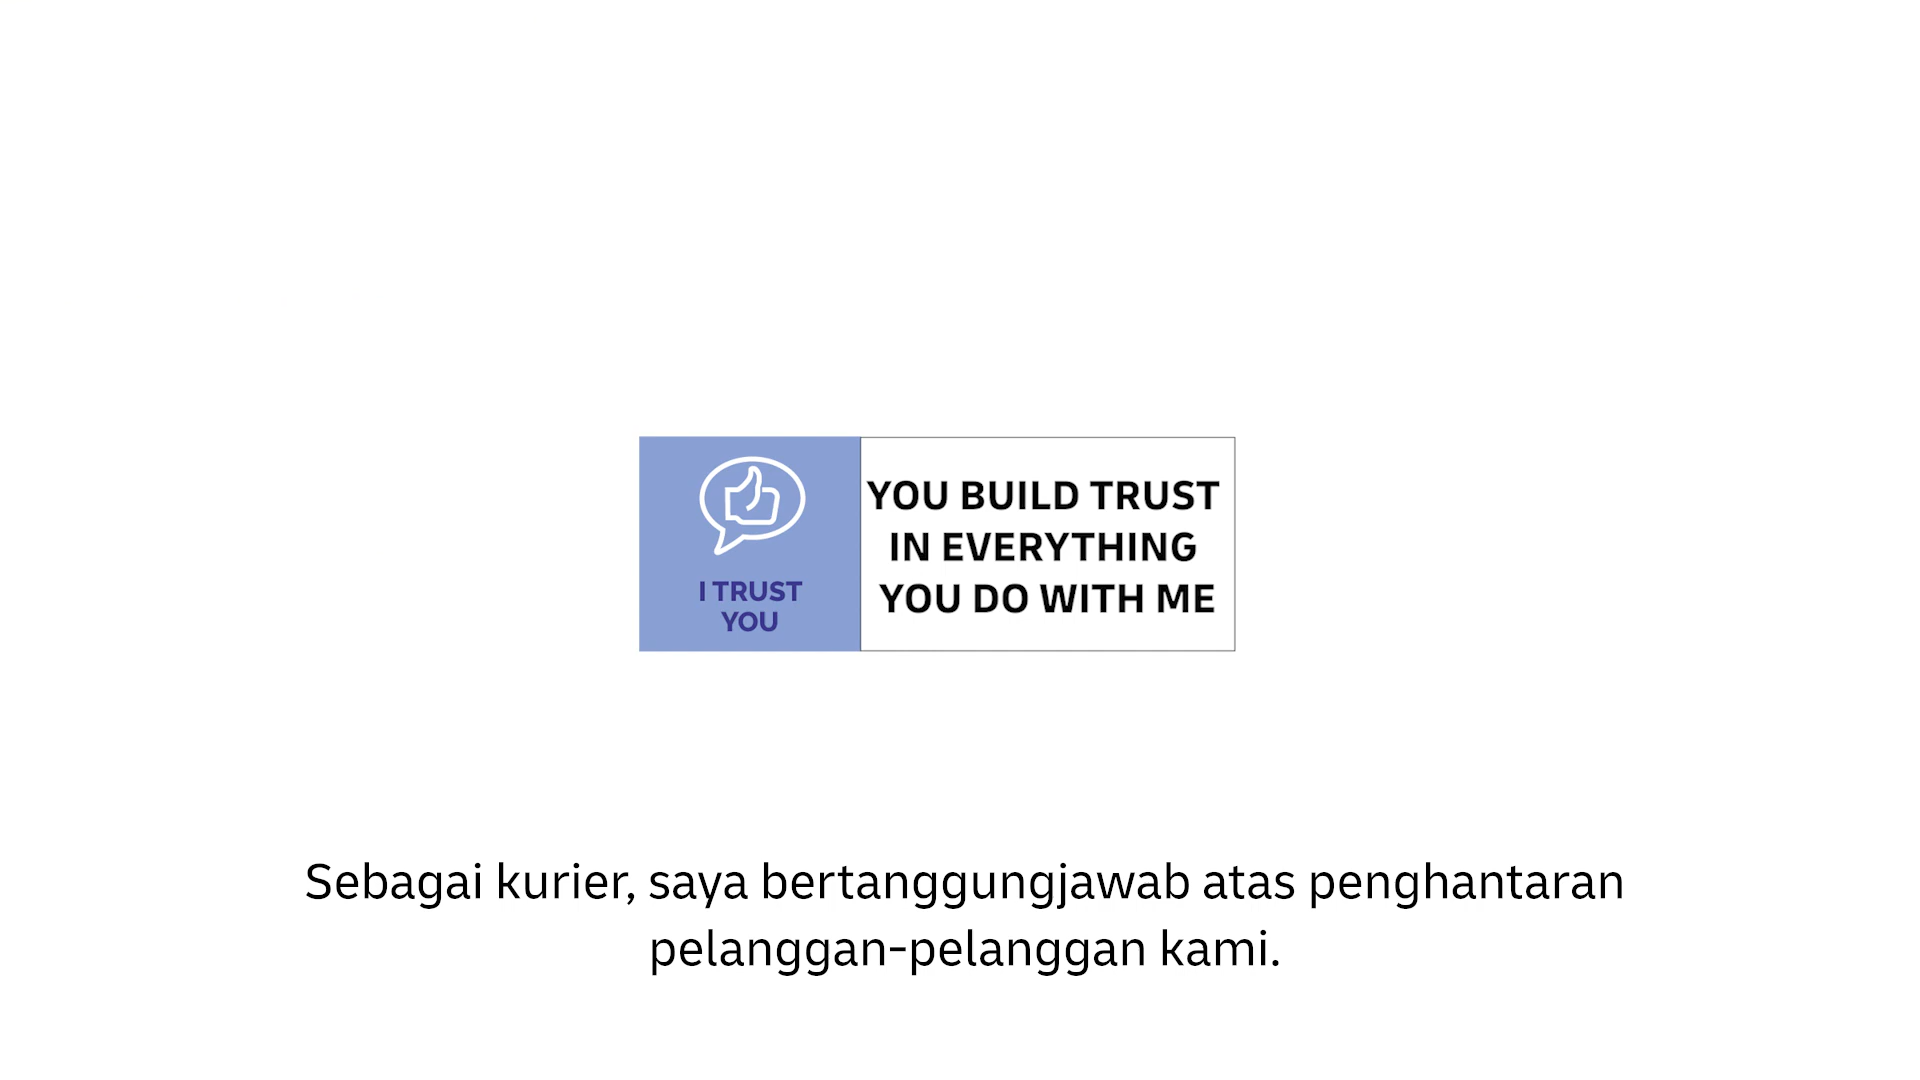 I TRUST
YOU
YOU BUILD TRUST
IN EVERYTHING
YOU DO WITH ME
Sebagai kurier, saya bertanggungjawab atas penghantaran
pelanggan-pelanggan kami.